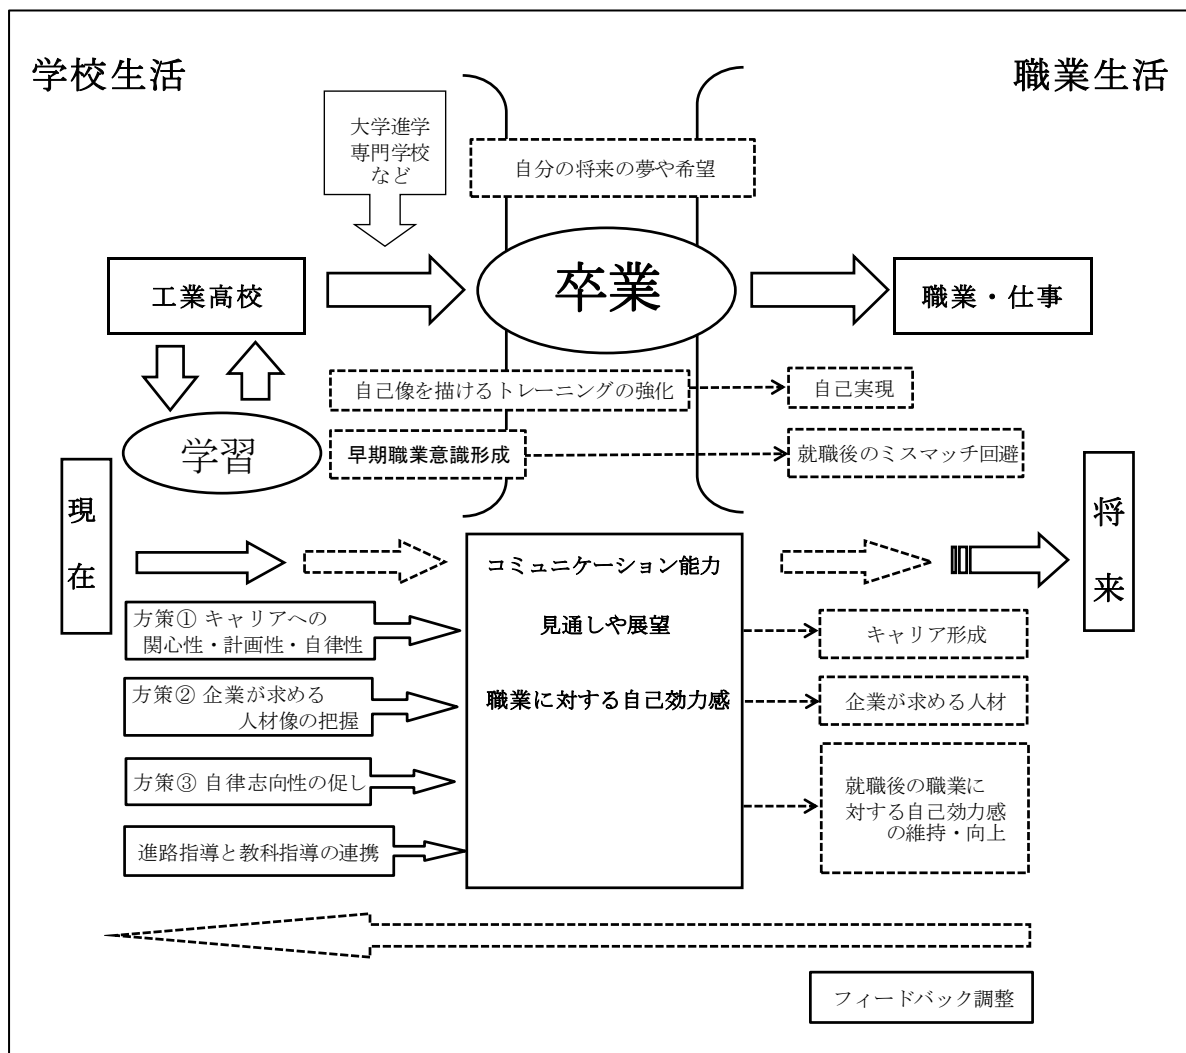 学校生活
職業生活
大学進学
専門学校
など
自分の将来の夢や希望
工業高校
卒業
職業・仕事
自己像を描けるトレーニングの強化
自己実現
学習
早期職業意識形成
就職後のミスマッチ回避
現
在
将
来
コミュニケーション能力
見通しや展望
職業に対する自己効力感
方策① キャリアへの
関心性・計画性・自律性
方策② 企業が求める
人材像の把握
方策③ 自律志向性の促し
進路指導と教科指導の連携
キャリア形成
企業が求める人材
就職後の職業に
対する自己効力感
の維持・向上
フィードバック調整